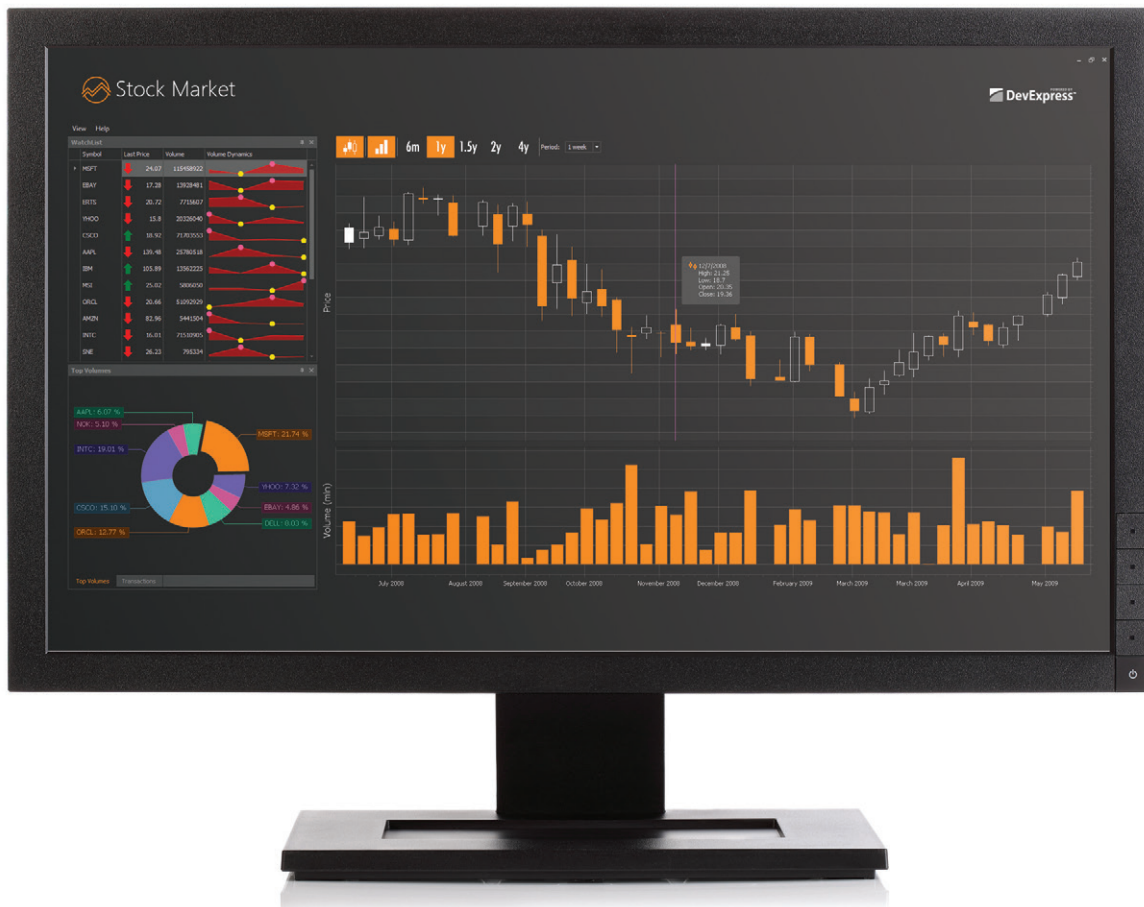 Stock Market
POWERED BY
DevExpress™
View Help
WatchList
Symbol Last Price Volume Volume Dynamics
MSFT 24.07 115458922
EBAY 17.28 13928481
ERTS 20.72 7715607
YHOO 15.8 20326040
CSCO 18.92 71703553
AAPL 139.48 25780518
IBM 105.89 13562225
MSI 25.02 5806050
ORCL 20.66 51092929
AMZN 82.96 5441504
INTC 16.01 71510905
SNE 26.23 795334
Top Volumes
AAPL: 6.07 %
NOK: 5.10 %
MSFT: 21.74 %
INTC: 19.01 %
YHOO: 7.32 %
CSCO: 15.10 %
EBAY: 4.86 %
DELL: 8.03 %
ORCL: 12.77 %
Top Volumes Transactions
6m 1y 1.5y 2y 4y Period: 1 week
Price
12/7/2008
High: 21.25
Low: 18.7
Open: 20.35
Close: 19.36
Volume (mln)
July 2008 August 2008 September 2008 October 2008 November 2008 December 2008 February 2009 March 2009 March 2009 April 2009 May 2009